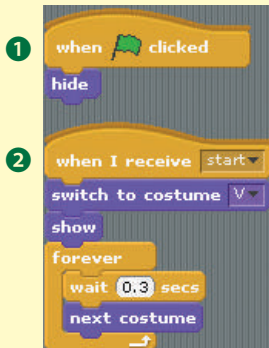 1 when clicked
hide
2 when I receive start
switch to costume V
show
forever
wait 0.3 secs
next costume